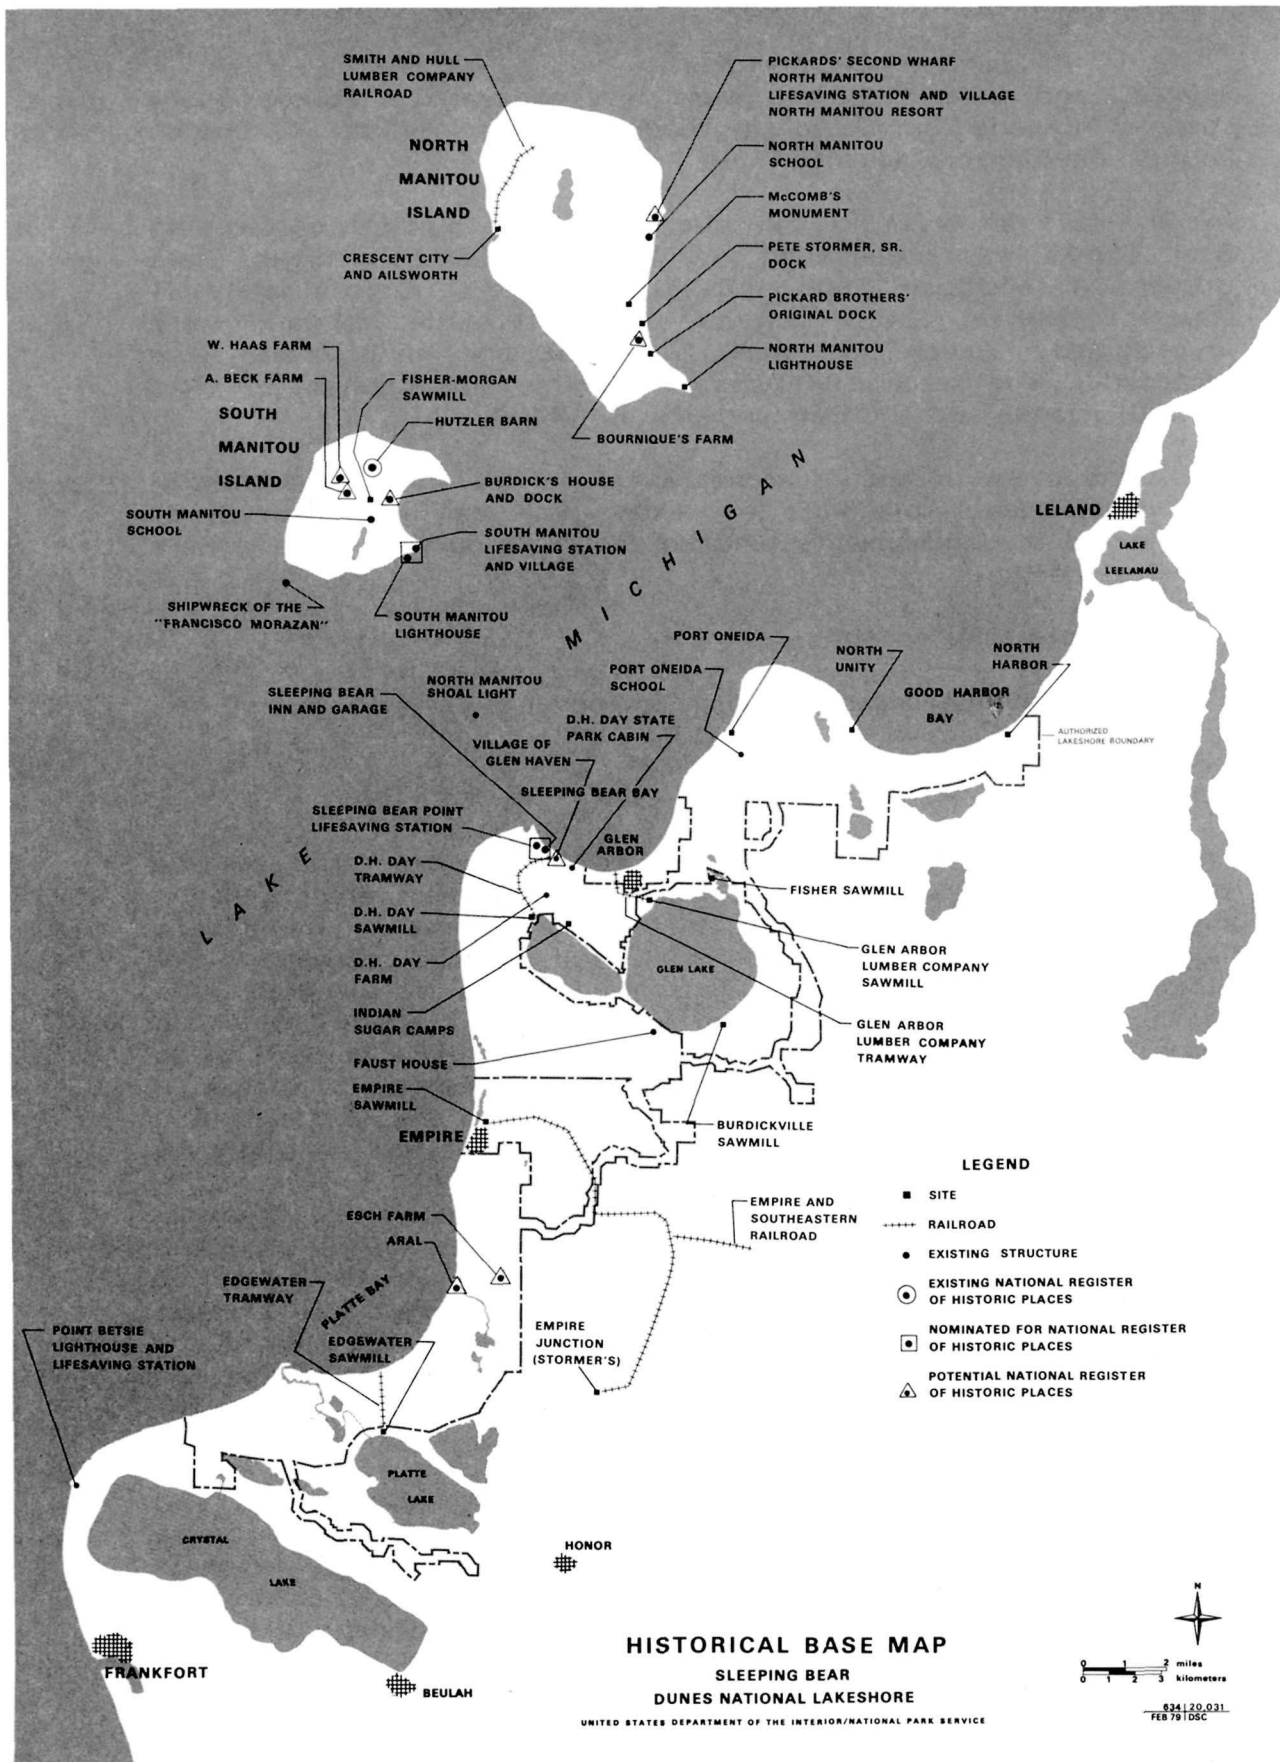 SMITH AND HULL
LUMBER COMPANY
RAILROAD
PICKARDS' SECOND WHARF
NORTH MANITOU
LIFESAVING STATION AND VILLAGE
NORTH MANITOU RESORT
NORTH
MANITOU
ISLAND
NORTH MANITOU
SCHOOL
McCOMB'S
MONUMENT
CRESCENT CITY
AND AILSWORTH
PETE STORMER, SR.
DOCK
PICKARD BROTHERS'
ORIGINAL DOCK
NORTH MANITOU
LIGHTHOUSE
BOURNIQUE'S FARM
W. HAAS FARM
A. BECK FARM
FISHER-MORGAN
SAWMILL
HUTZLER BARN
SOUTH
MANITOU
ISLAND
BURDICK'S HOUSE
AND DOCK
SOUTH MANITOU
SCHOOL
SOUTH MANITOU
LIFESAVING STATION
AND VILLAGE
SHIPWRECK OF THE
"FRANCISCO MORAZAN"
SOUTH MANITOU
LIGHTHOUSE
LAKE MICHIGAN
LELAND
LAKE
LEELANAU
PORT ONEIDA
PORT ONEIDA
SCHOOL
NORTH
UNITY
NORTH
HARBOR
GOOD HARBOR
BAY
AUTHORIZED
LAKESHORE BOUNDARY
SLEEPING BEAR
INN AND GARAGE
NORTH MANITOU
SHOAL LIGHT
D.H. DAY STATE
PARK CABIN
VILLAGE OF
GLEN HAVEN
SLEEPING BEAR BAY
SLEEPING BEAR POINT
LIFESAVING STATION
GLEN
ARBOR
D.H. DAY
TRAMWAY
D.H. DAY
SAWMILL
D.H. DAY
FARM
INDIAN
SUGAR CAMPS
FAUST HOUSE
FISHER SAWMILL
GLEN LAKE
GLEN ARBOR
LUMBER COMPANY
SAWMILL
GLEN ARBOR
LUMBER COMPANY
TRAMWAY
EMPIRE
SAWMILL
EMPIRE
BURDICKVILLE
SAWMILL
ESCH FARM
ARAL
EMPIRE AND
SOUTHEASTERN
RAILROAD
EDGEWATER
TRAMWAY
PLATTE BAY
EDGEWATER
SAWMILL
EMPIRE
JUNCTION
(STORMER'S)
POINT BETSIE
LIGHTHOUSE AND
LIFESAVING STATION
PLATTE
LAKE
CRYSTAL
LAKE
HONOR
FRANKFORT
BEULAH
LEGEND
SITE
RAILROAD
EXISTING STRUCTURE
EXISTING NATIONAL REGISTER
OF HISTORIC PLACES
NOMINATED FOR NATIONAL REGISTER
OF HISTORIC PLACES
POTENTIAL NATIONAL REGISTER
OF HISTORIC PLACES
HISTORICAL BASE MAP
SLEEPING BEAR
DUNES NATIONAL LAKESHORE
UNITED STATES DEPARTMENT OF THE INTERIOR/NATIONAL PARK SERVICE
N
0 1 2 miles
0 1 2 3 kilometers
634 | 20,031
FEB 79 | DSC